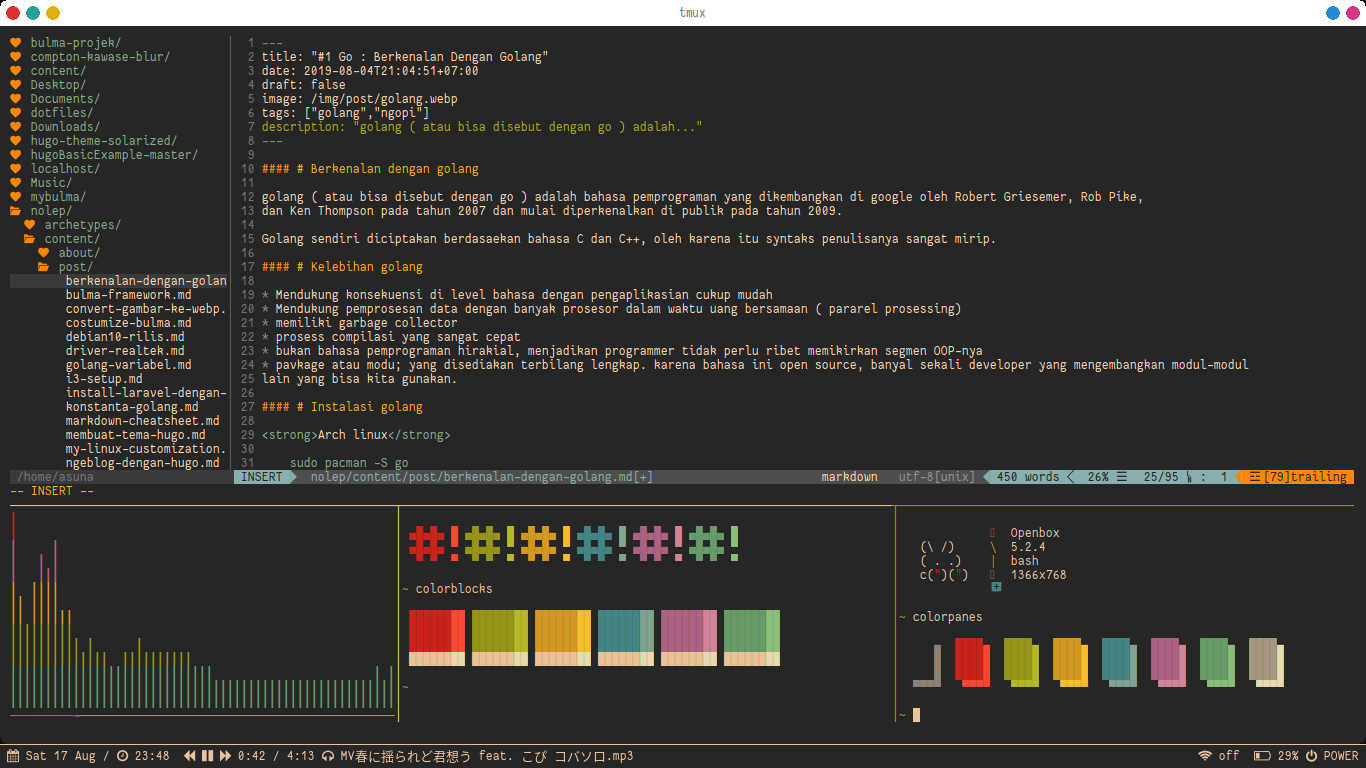 tmux
bulma-projek/
compton-kawase-blur/
content/
Desktop/
Documents/
dotfiles/
Downloads/
hugo-theme-solarized/
hugoBasicExample-master/
localhost/
Music/
mybulma/
nolep/
archetypes/
content/
about/
post/
berkenalan-dengan-golan
bulma-framework.md
convert-gambar-ke-webp.
costumize-bulma.md
debian10-rilis.md
driver-realtek.md
golang-variabel.md
i3-setup.md
install-laravel-dengan-
konstanta-golang.md
markdown-cheatsheet.md
membuat-tema-hugo.md
my-linux-customization.
ngeblog-dengan-hugo.md
/home/asuna
1 ---
2 title: "#1 Go : Berkenalan Dengan Golang"
3 date: 2019-08-04T21:04:51+07:00
4 draft: false
5 image: /img/post/golang.webp
6 tags: ["golang","ngopi"]
7 description: "golang ( atau bisa disebut dengan go ) adalah..."
8 ---
9
10 #### # Berkenalan dengan golang
11
12 golang ( atau bisa disebut dengan go ) adalah bahasa pemprograman yang dikembangkan di google oleh Robert Griesemer, Rob Pike,
13 dan Ken Thompson pada tahun 2007 dan mulai diperkenalkan di publik pada tahun 2009.
14
15 Golang sendiri diciptakan berdasaekan bahasa C dan C++, oleh karena itu syntaks penulisanya sangat mirip.
16
17 #### # Kelebihan golang
18
19 * Mendukung konsekuensi di level bahasa dengan pengaplikasian cukup mudah
20 * Mendukung pemprosesan data dengan banyak prosesor dalam waktu uang bersamaan ( pararel prosessing)
21 * memiliki garbage collector
22 * prosess compilasi yang sangat cepat
23 * bukan bahasa pemprograman hirakial, menjadikan programmer tidak perlu ribet memikirkan segmen OOP-nya
24 * pavkage atau modu; yang disediakan terbilang lengkap. karena bahasa ini open source, banyal sekali developer yang mengembangkan modul-modul
25 lain yang bisa kita gunakan.
26
27 #### # Instalasi golang
28
29 <strong>Arch linux</strong>
30
31 sudo pacman -S go
INSERT nolep/content/post/berkenalan-dengan-golang.md[+] markdown utf-8[unix] 450 words 26% ☰ 25/95 : 1 ☲[79]trailing
-- INSERT --
#!#!#!#!#!#!
~ colorblocks
~
Openbox
(\ /) \ 5.2.4
( . .) | bash
c(")(") 1366x768
~ colorpanes
~
Sat 17 Aug / 23:48 0:42 / 4:13 MV春に揺られど君想う feat. こぴ コバソロ.mp3 off 29% POWER